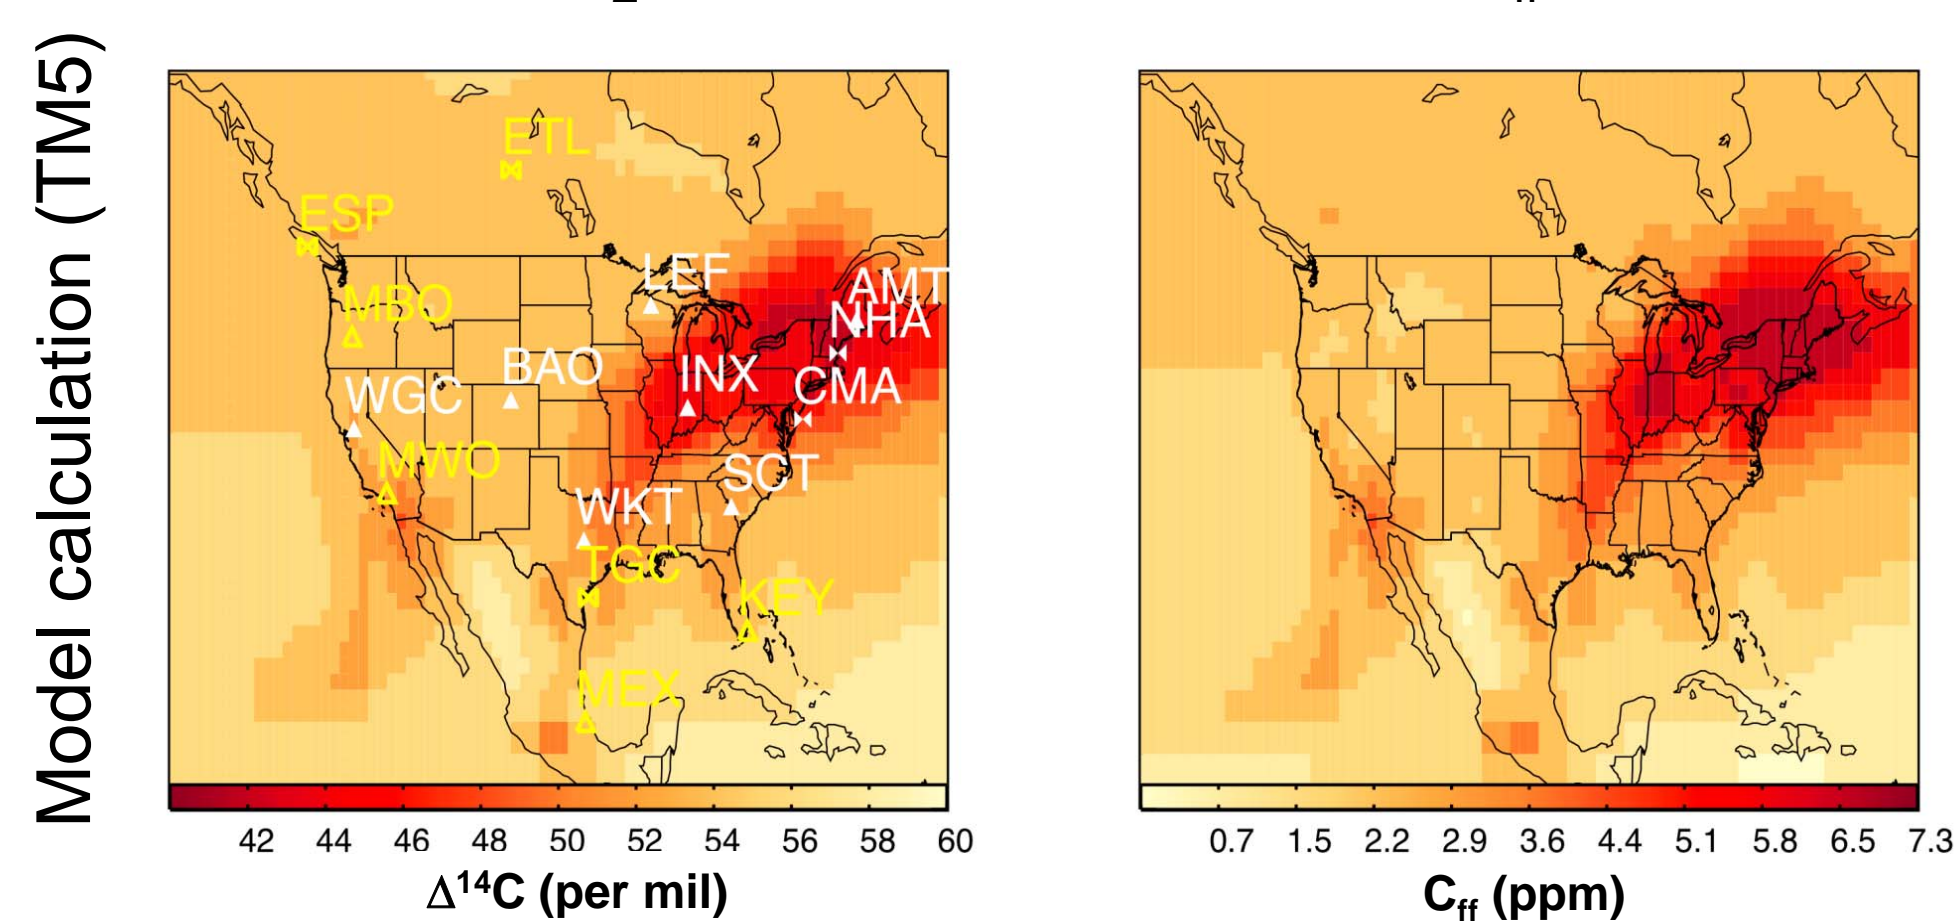 Model calculation (TM5)
ETL
ESP
LEF
AMT
MBO
NHA
BAO
INX
WGC
CMA
MWO
SCT
WKT
TGC
KEY
MEX
42 44 46 48 50 52 54 56 58 60
Δ¹⁴C (per mil)
0.7 1.5 2.2 2.9 3.6 4.4 5.1 5.8 6.5 7.3
C_ff (ppm)